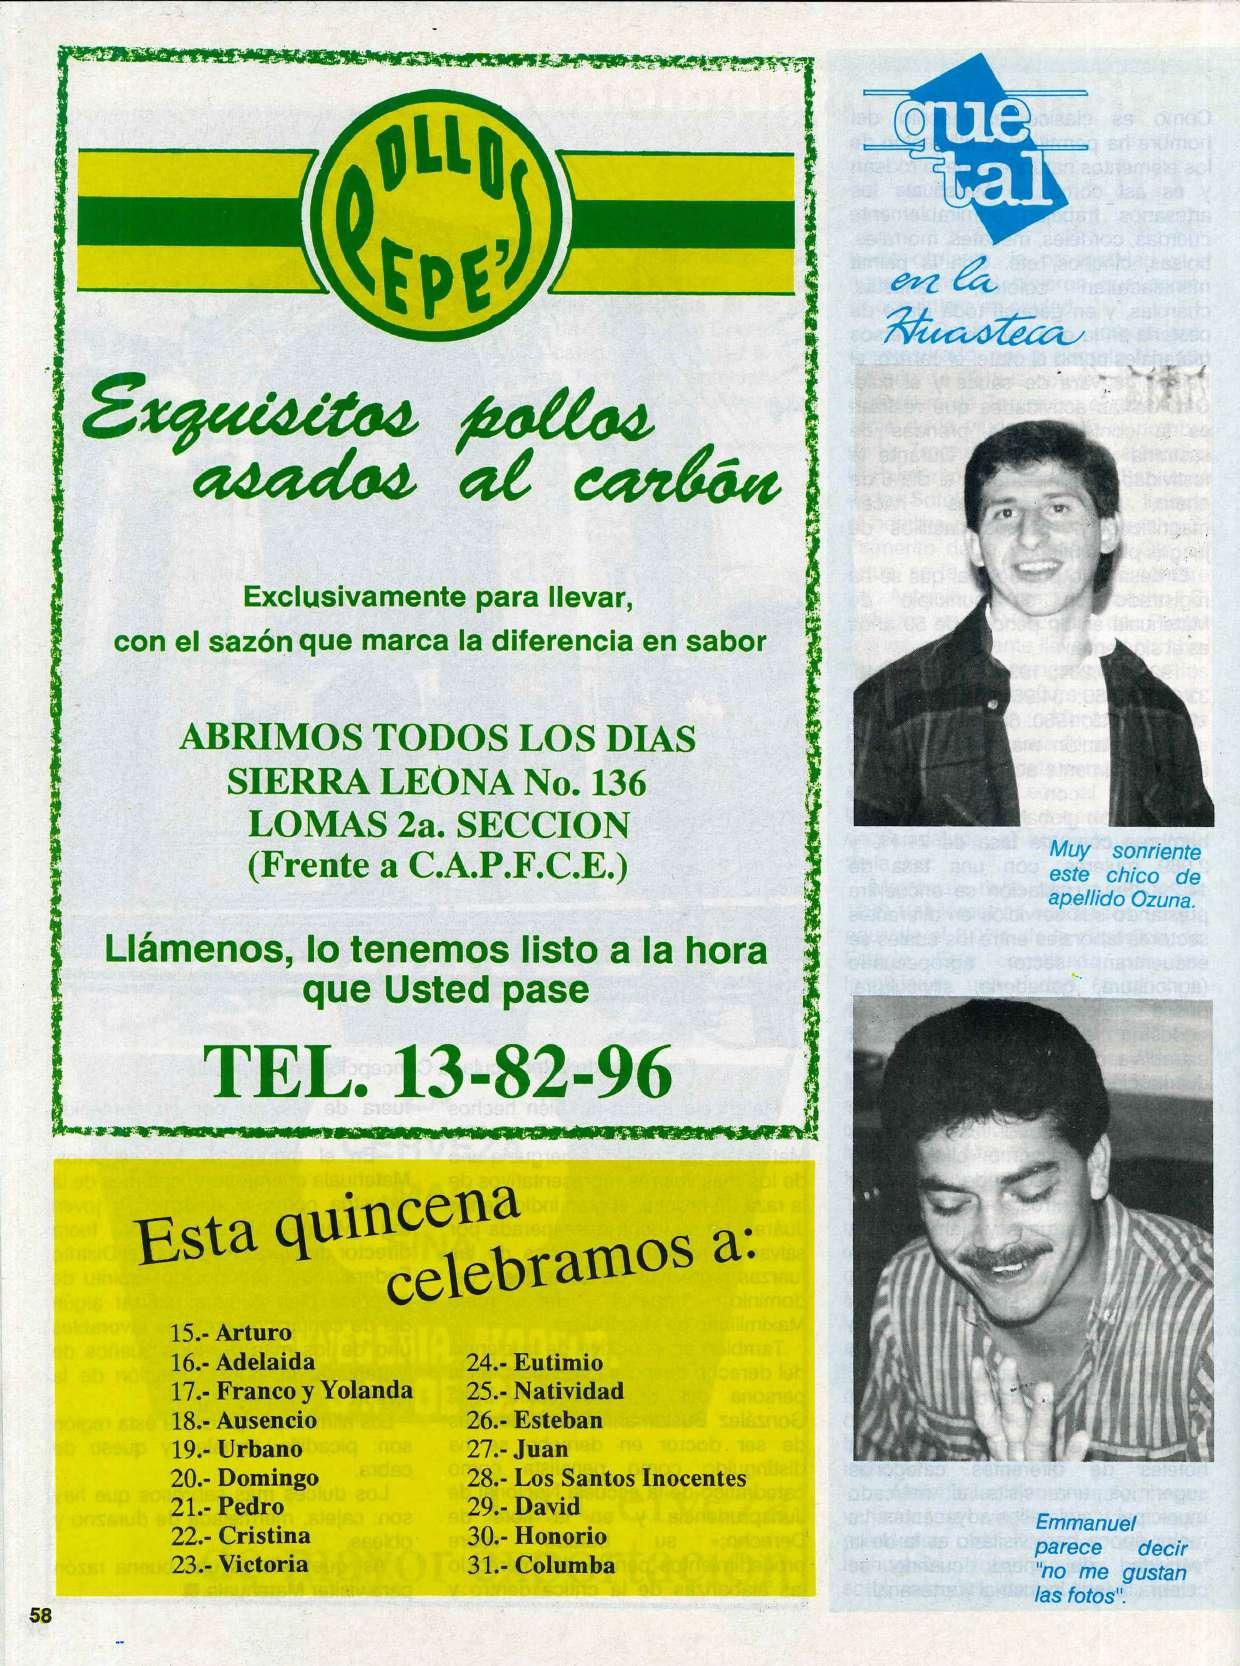 POLLOS
PEPE'S
Exquisitos pollos
asados al carbón
Exclusivamente para llevar,
con el sazón que marca la diferencia en sabor
ABRIMOS TODOS LOS DIAS
SIERRA LEONA No. 136
LOMAS 2a. SECCION
(Frente a C.A.P.F.C.E.)
Llámenos, lo tenemos listo a la hora
que Usted pase
TEL. 13-82-96
Esta quincena
celebramos a:
15.- Arturo
16.- Adelaida
17.- Franco y Yolanda
18.- Ausencio
19.- Urbano
20.- Domingo
21.- Pedro
22.- Cristina
23.- Victoria
24.- Eutimio
25.- Natividad
26.- Esteban
27.- Juan
28.- Los Santos Inocentes
29.- David
30.- Honorio
31.- Columba
que
tal
en la
Huasteca
Muy sonriente
este chico de
apellido Ozuna.
Emmanuel
parece decir
"no me gustan
las fotos".
58